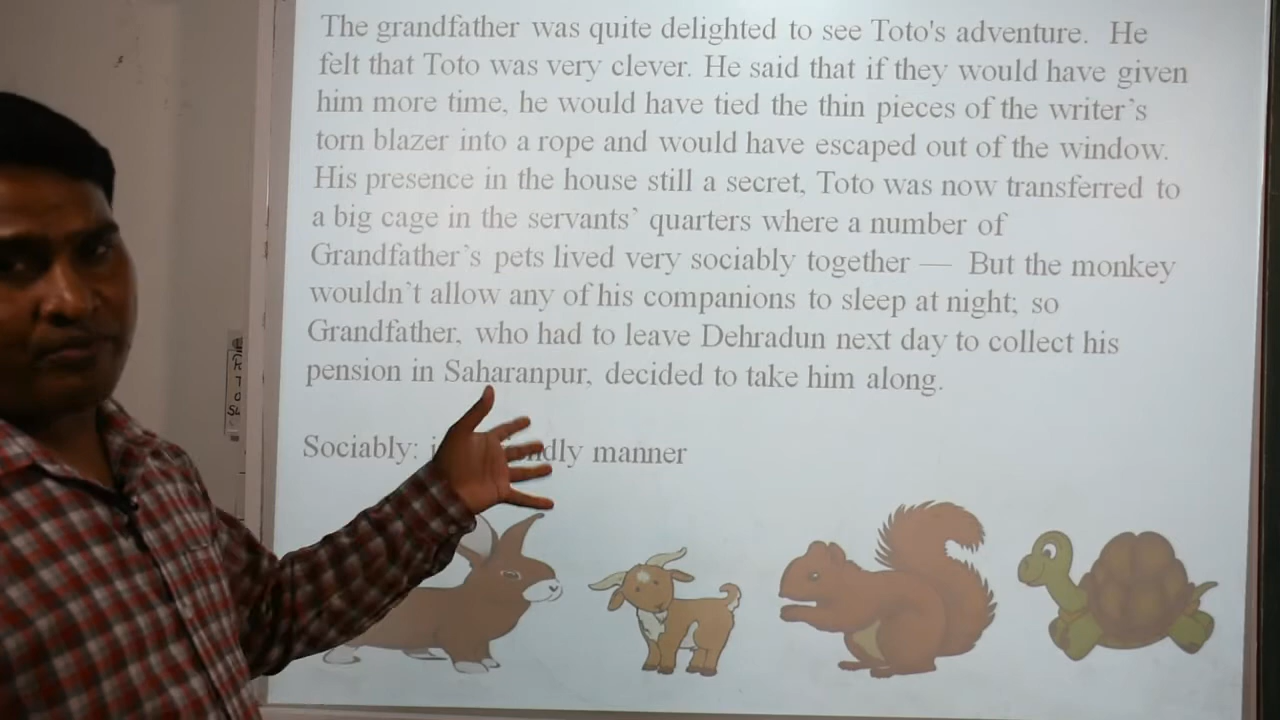 The grandfather was quite delighted to see Toto's adventure. He
felt that Toto was very clever. He said that if they would have given
him more time, he would have tied the thin pieces of the writer's
torn blazer into a rope and would have escaped out of the window.
His presence in the house still a secret, Toto was now transferred to
a big cage in the servants' quarters where a number of
Grandfather's pets lived very sociably together — But the monkey
wouldn't allow any of his companions to sleep at night; so
Grandfather, who had to leave Dehradun next day to collect his
pension in Saharanpur, decided to take him along.
Sociably: manner